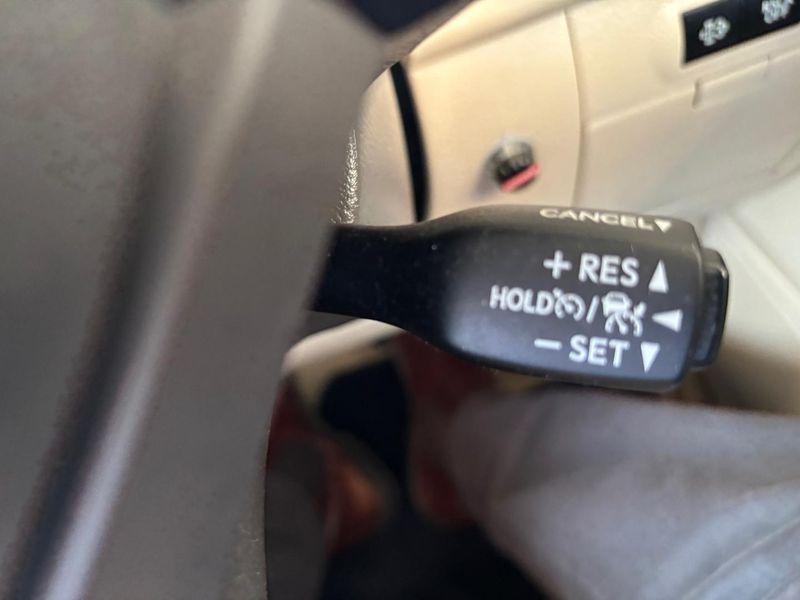 CANCEL▼
+ RES ▲
HOLD / ◀
− SET ▼